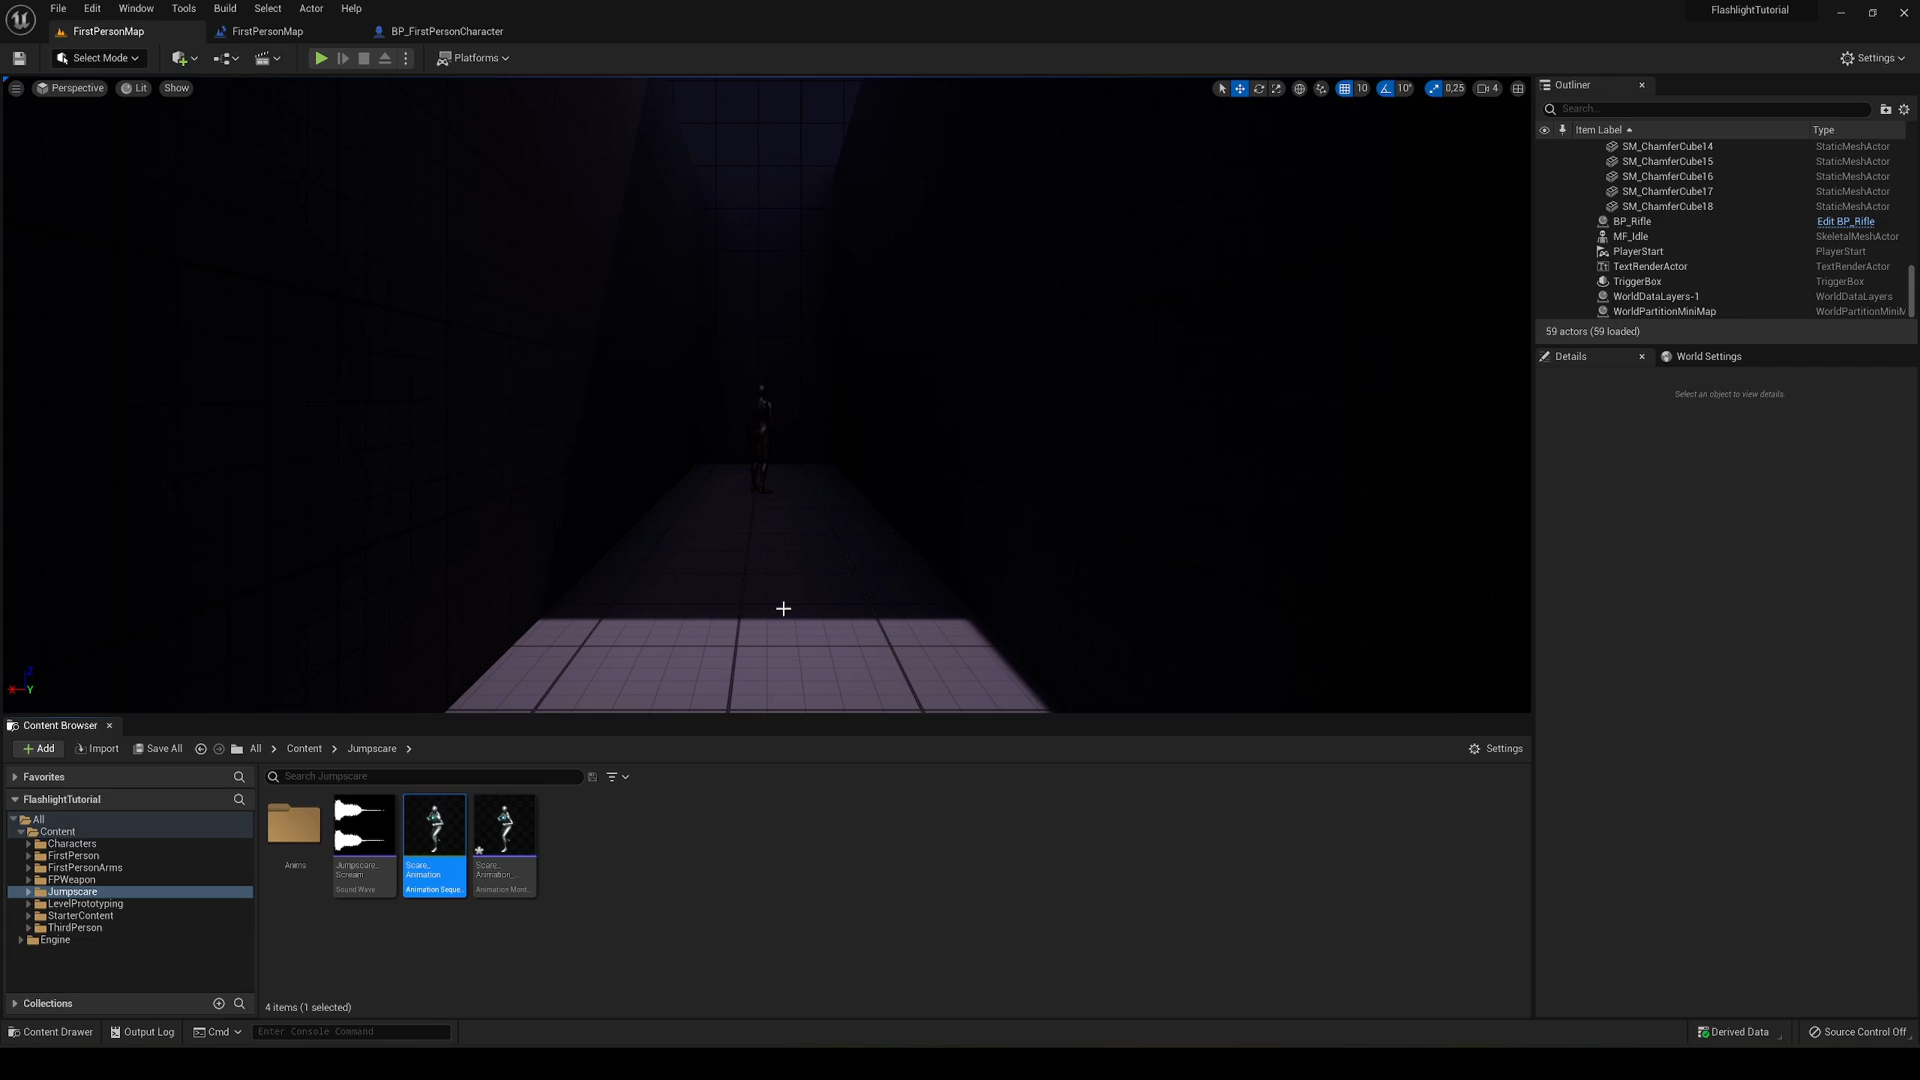 File Edit Window Tools Build Select Actor Help
FlashlightTutorial
FirstPersonMap
FirstPersonMap
BP_FirstPersonCharacter
Select Mode
Platforms
Settings
Perspective
Lit
Show
10
10°
0,25
4
Outliner
Search...
Item Label
Type
SM_ChamferCube14 StaticMeshActor
SM_ChamferCube15 StaticMeshActor
SM_ChamferCube16 StaticMeshActor
SM_ChamferCube17 StaticMeshActor
SM_ChamferCube18 StaticMeshActor
BP_Rifle Edit BP_Rifle
MF_Idle SkeletalMeshActor
PlayerStart PlayerStart
TextRenderActor TextRenderActor
TriggerBox TriggerBox
WorldDataLayers-1 WorldDataLayers
WorldPartitionMiniMap WorldPartitionMiniM
59 actors (59 loaded)
Details
World Settings
Select an object to view details.
Z
X
Y
Content Browser
Add
Import
Save All
All
Content
Jumpscare
Settings
Favorites
Search Jumpscare
FlashlightTutorial
All
Content
Characters
FirstPerson
FirstPersonArms
FPWeapon
Jumpscare
LevelPrototyping
StarterContent
ThirdPerson
Engine
Collections
Anims
Jumpscare_
Scream
Sound Wave
Scare_
Animation
Animation Seque..
Scare_
Animation_...
Animation Mont..
4 items (1 selected)
Content Drawer
Output Log
Cmd
Enter Console Command
Derived Data
Source Control Off